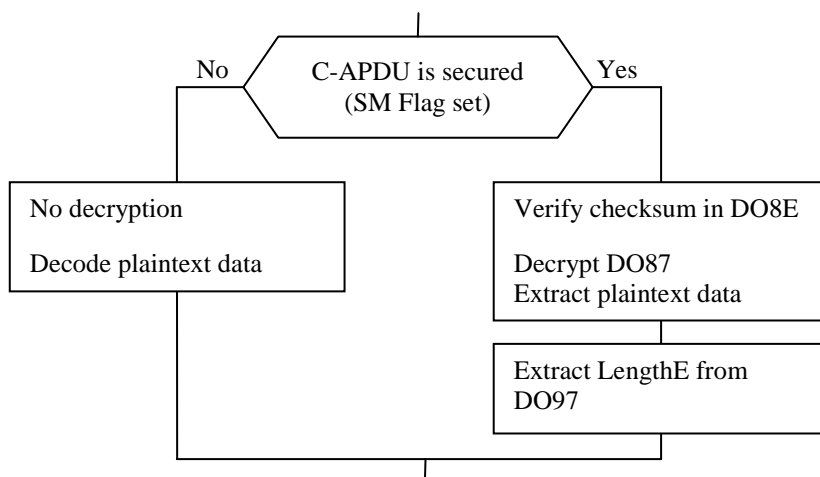 C-APDU is secured
(SM Flag set)
No
Yes
No decryption
Decode plaintext data
Verify checksum in DO8E
Decrypt DO87
Extract plaintext data
Extract LengthE from
DO97